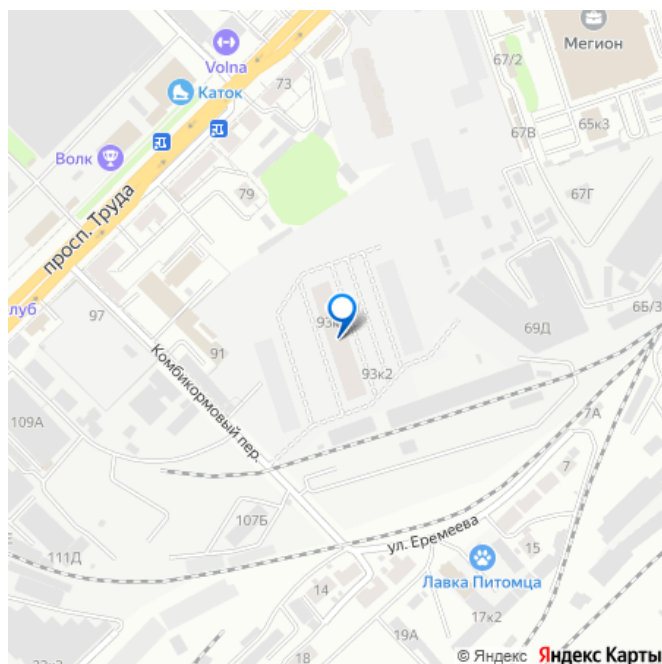 Мегион
67/2
Volna
73
Каток
65к3
67В
Волк
79
67Г
просп. Труда
6Б/3
луб
97
93к
69Д
91
93к2
Комбикормовый пер.
109А
7А
7
107Б
ул. Еремеева
15
111Д
Лавка Питомца
14
17к2
19А
18
© Яндекс Яндекс Карты